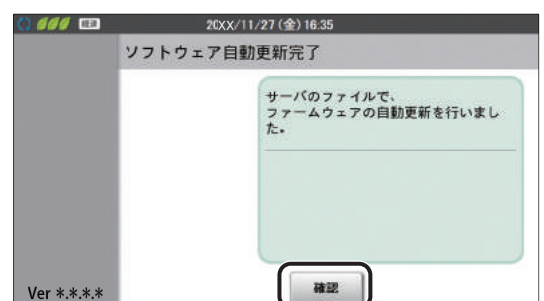 経済 20XX/11/27(金)16:35
ソフトウェア自動更新完了
サーバのファイルで、
ファームウェアの自動更新を行いまし
た。
確認
Ver *.*.*.*